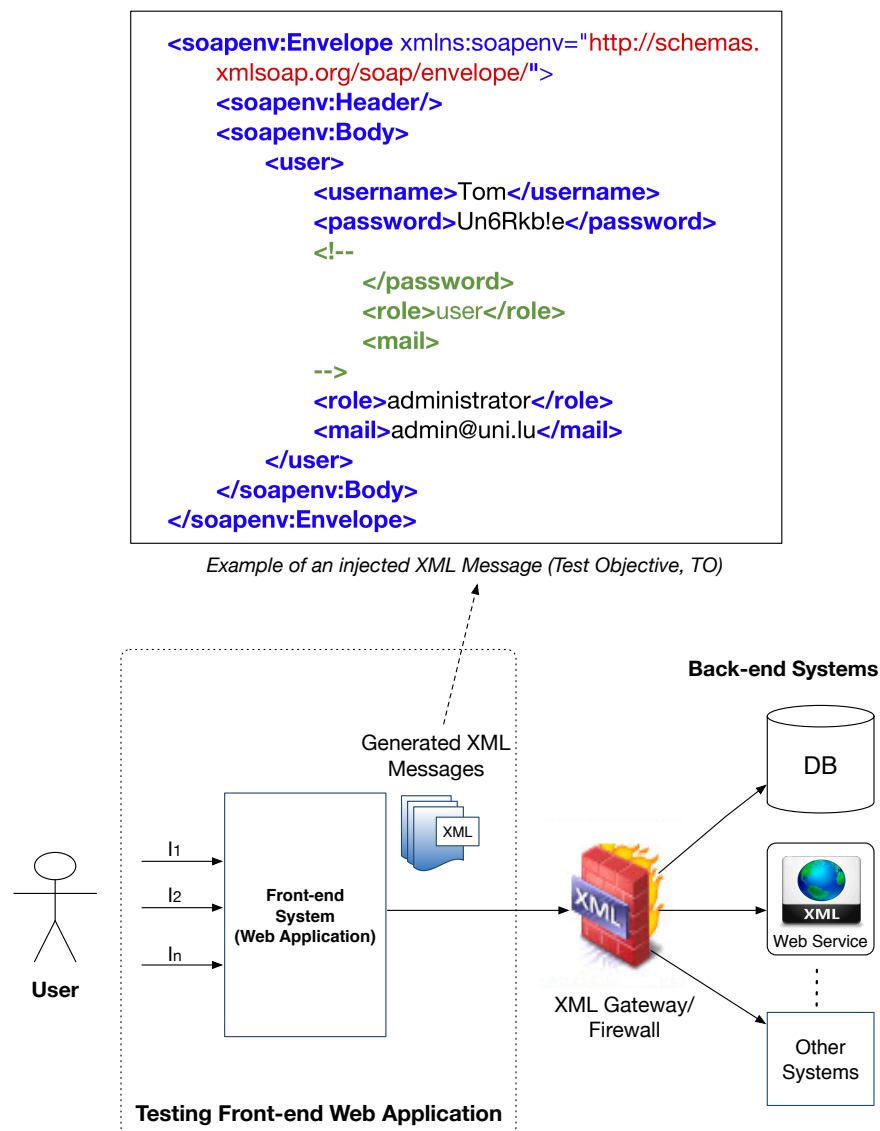 <soapenv:Envelope xmlns:soapenv="http://schemas.
xmlsoap.org/soap/envelope/">
<soapenv:Header/>
<soapenv:Body>
<user>
<username>Tom</username>
<password>Un6Rkb!e</password>
<!--
</password>
<role>user</role>
<mail>
-->
<role>administrator</role>
<mail>admin@uni.lu</mail>
</user>
</soapenv:Body>
</soapenv:Envelope>
Example of an injected XML Message (Test Objective, TO)
Back-end Systems
Generated XML
Messages
XML
DB
I1
I2
In
Front-end
System
(Web Application)
User
XML
XML
Web Service
XML Gateway/
Firewall
Other
Systems
Testing Front-end Web Application